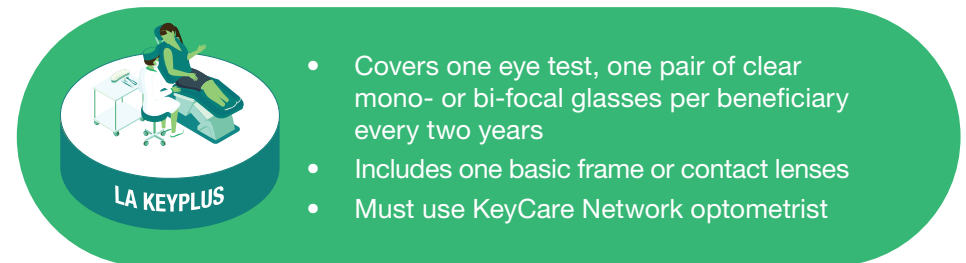 LA KEYPLUS
• Covers one eye test, one pair of clear
mono- or bi-focal glasses per beneficiary
every two years
• Includes one basic frame or contact lenses
• Must use KeyCare Network optometrist